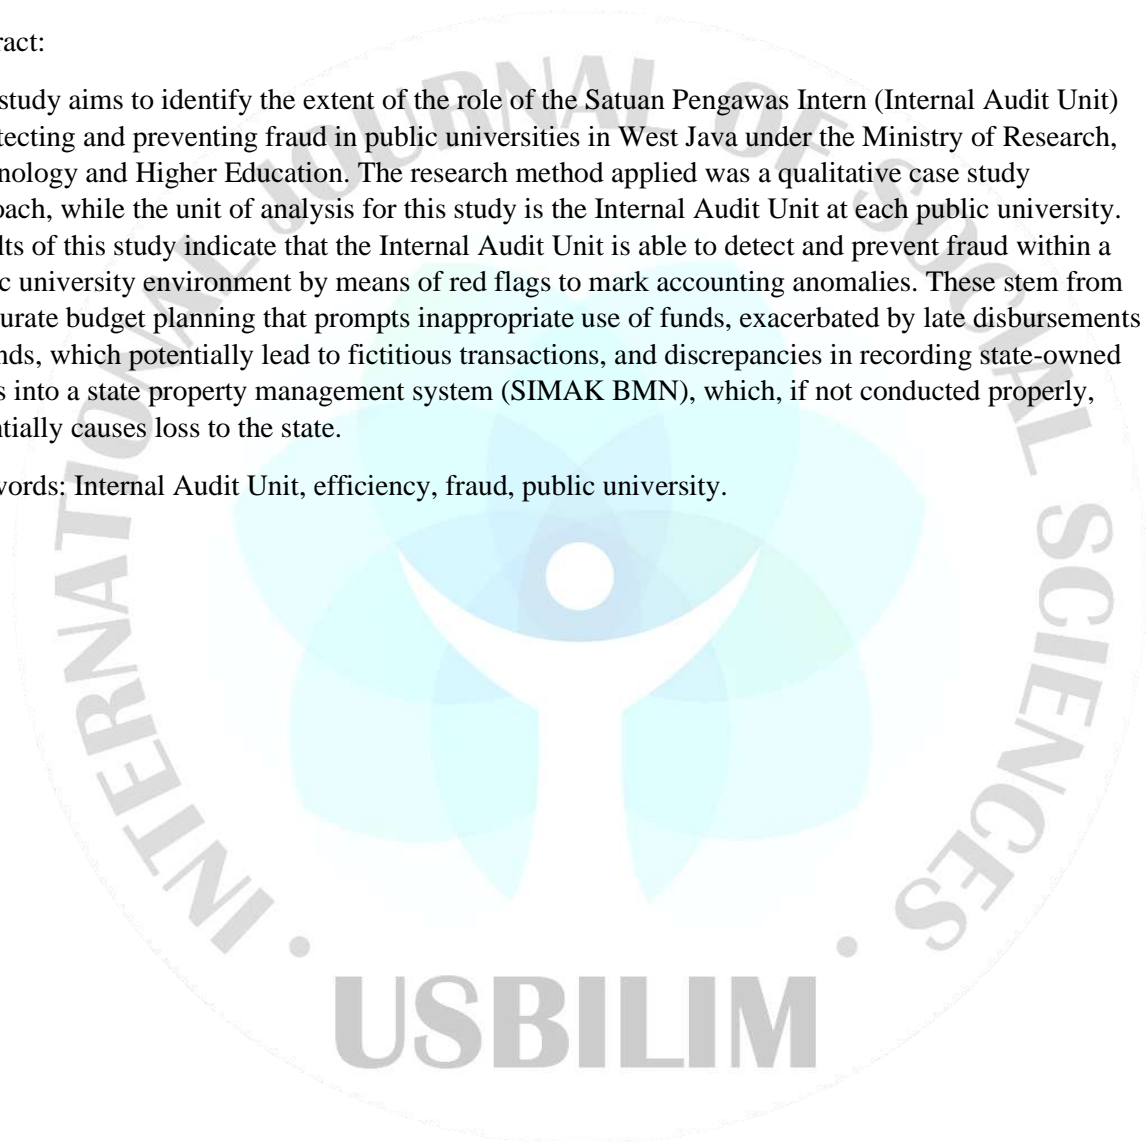 ract:
study aims to identify the extent of the role of the Satuan Pengawas Intern (Internal Audit Unit)
tecting and preventing fraud in public universities in West Java under the Ministry of Research,
nology and Higher Education. The research method applied was a qualitative case study
oach, while the unit of analysis for this study is the Internal Audit Unit at each public university.
lts of this study indicate that the Internal Audit Unit is able to detect and prevent fraud within a
c university environment by means of red flags to mark accounting anomalies. These stem from
urate budget planning that prompts inappropriate use of funds, exacerbated by late disbursements
nds, which potentially lead to fictitious transactions, and discrepancies in recording state-owned
s into a state property management system (SIMAK BMN), which, if not conducted properly,
ntially causes loss to the state.
words: Internal Audit Unit, efficiency, fraud, public university.
INTERNATIONAL JOURNAL OF SOCIAL SCIENCES
• USBILIM •